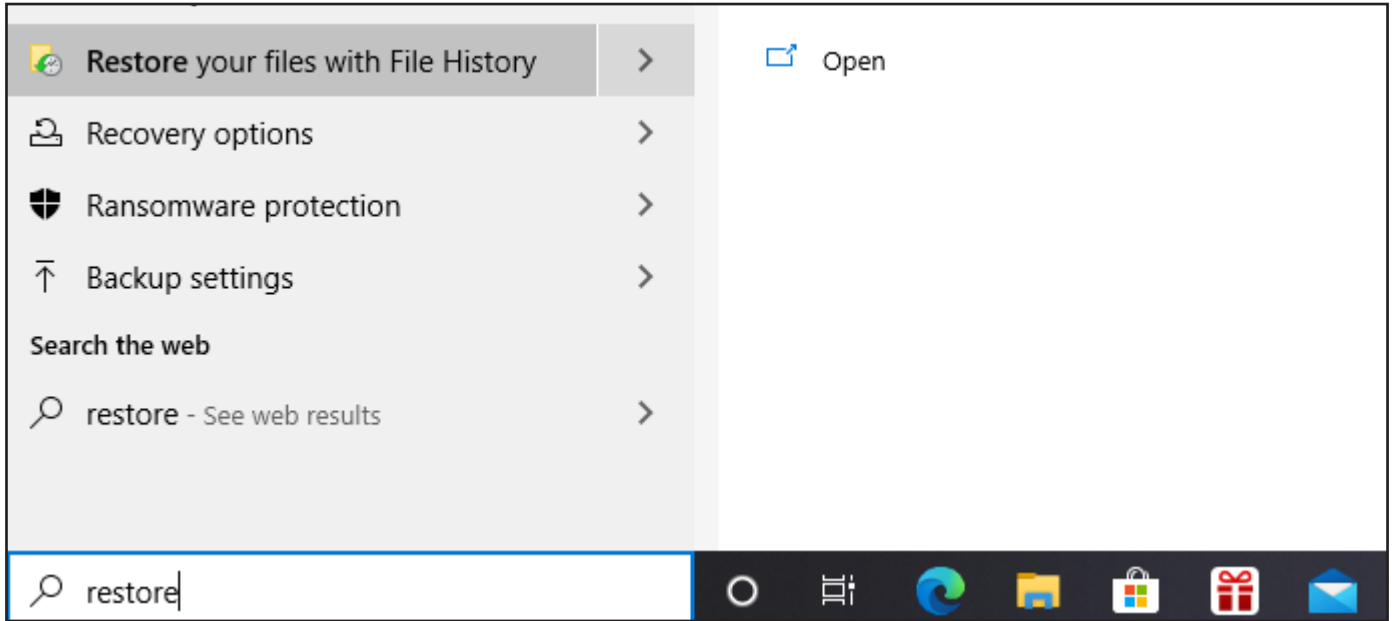 Restore your files with File History
Open
Recovery options
Ransomware protection
Backup settings
Search the web
restore - See web results
restore